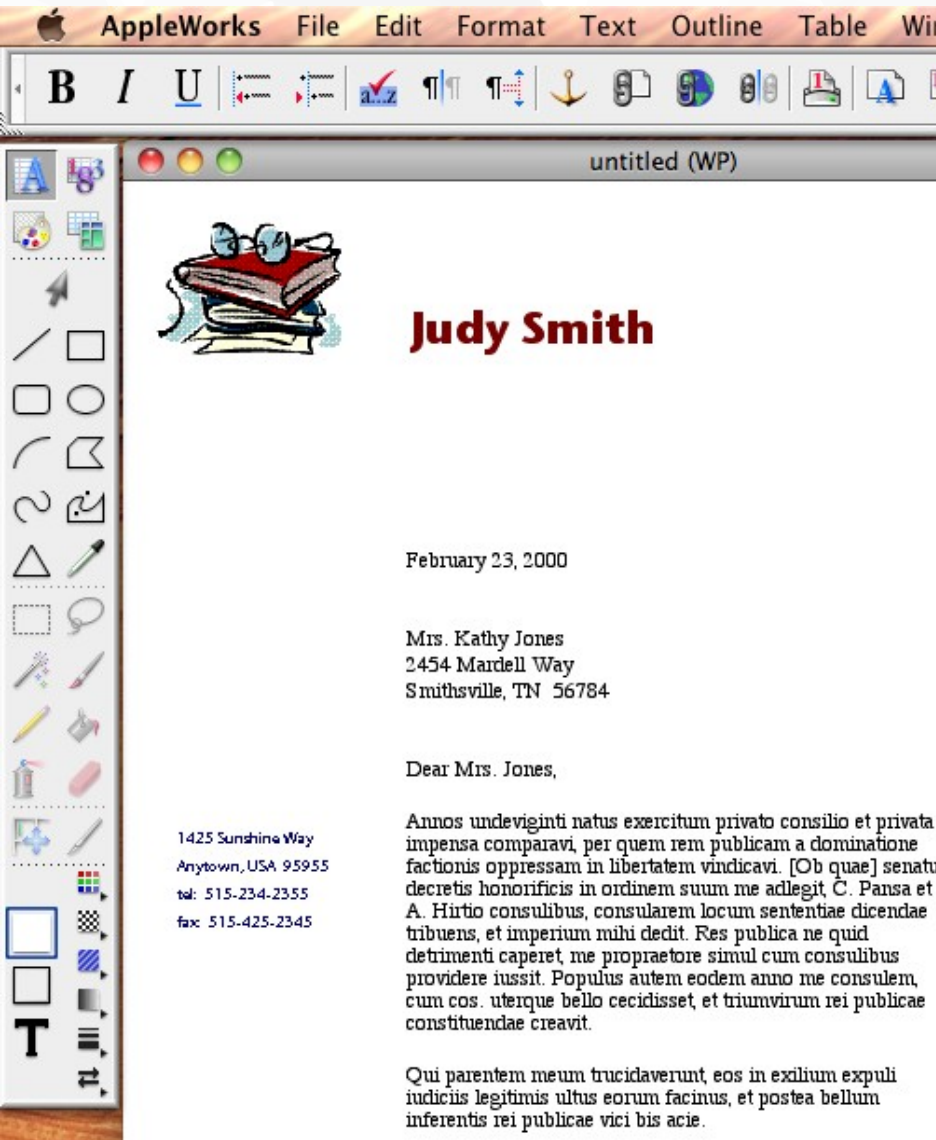 AppleWorks File Edit Format Text Outline Table Win
B I U a...z 1 A
untitled (WP)
A
Judy Smith
February 23, 2000
Mrs. Kathy Jones
2454 Mardell Way
Smithsville, TN 56784
Dear Mrs. Jones,
1425 Sunshine Way
Anytown, USA 95955
tel: 515-234-2355
fax: 515-425-2345
Annos undeviginti natus exercitum privato consilio et privata
impensa comparavi, per quem rem publicam a dominatione
factionis oppressam in libertatem vindicavi. [Ob quae] senatu
decretis honorificis in ordinem suum me adlegit, C. Pansa et
A. Hirtio consulibus, consularem locum sententiae dicendae
tribuens, et imperium mihi dedit. Res publica ne quid
detrimenti caperet, me propraetore simul cum consulibus
providere iussit. Populus autem eodem anno me consulem,
cum cos. uterque bello cecidisset, et triumvirum rei publicae
constituendae creavit.
Qui parentem meum trucidaverunt, eos in exilium expuli
iudiciis legitimis ultus eorum facinus, et postea bellum
inferentis rei publicae vici bis acie.
T